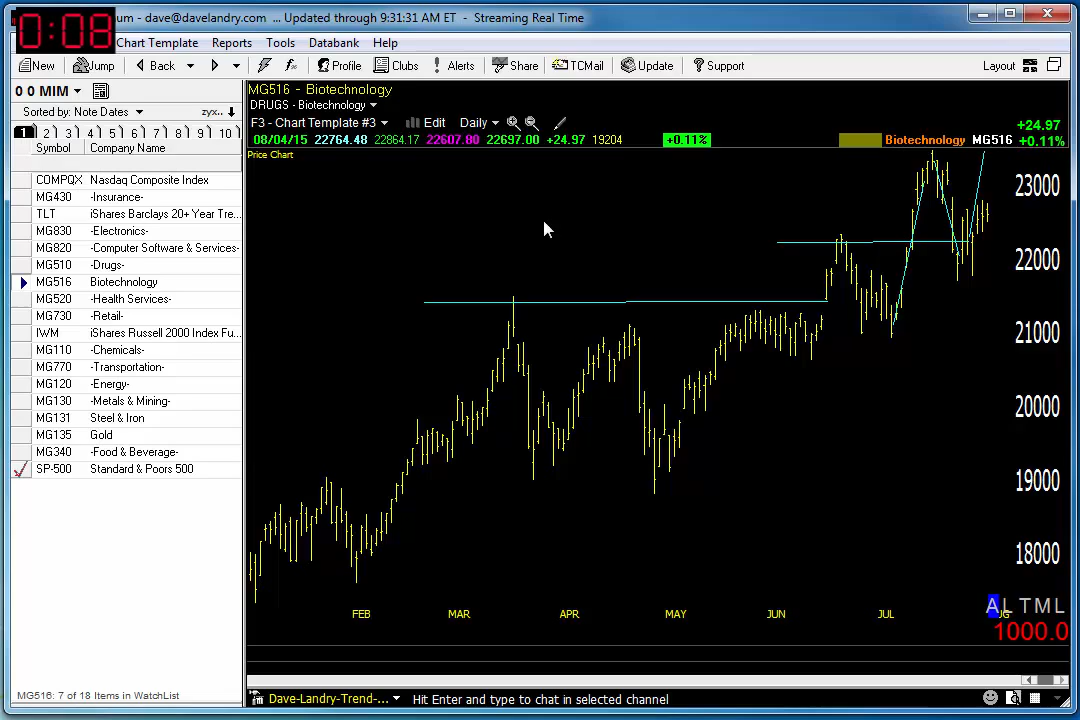 0:08
um - dave@davelandry.com ... Updated through 9:31:31 AM ET - Streaming Real Time
Chart Template Reports Tools Databank Help
New Jump Back Profile Clubs Alerts Share TCMail Update Support Layout
0 0 MIM
Sorted by: Note Dates zyx..
1 2 3 4 5 6 7 8 9 10
Symbol Company Name
COMPQX Nasdaq Composite Index
MG430 -Insurance-
TLT iShares Barclays 20+ Year Tre...
MG830 -Electronics-
MG820 -Computer Software & Services-
MG510 -Drugs-
MG516 Biotechnology
MG520 -Health Services-
MG730 -Retail-
IWM iShares Russell 2000 Index Fu...
MG110 -Chemicals-
MG770 -Transportation-
MG120 -Energy-
MG130 -Metals & Mining-
MG131 Steel & Iron
MG135 Gold
MG340 -Food & Beverage-
SP-500 Standard & Poors 500
MG516: 7 of 18 Items in WatchList
MG516 - Biotechnology
DRUGS - Biotechnology
F3 - Chart Template #3 Edit Daily
08/04/15 22764.48 22864.17 22607.80 22697.00 +24.97 19204 +0.11% Biotechnology MG516 +0.11%
+24.97
Price Chart
23000
22000
21000
20000
19000
18000
FEB MAR APR MAY JUN JUL
A L T M L
1000.0
Dave-Landry-Trend-... Hit Enter and type to chat in selected channel